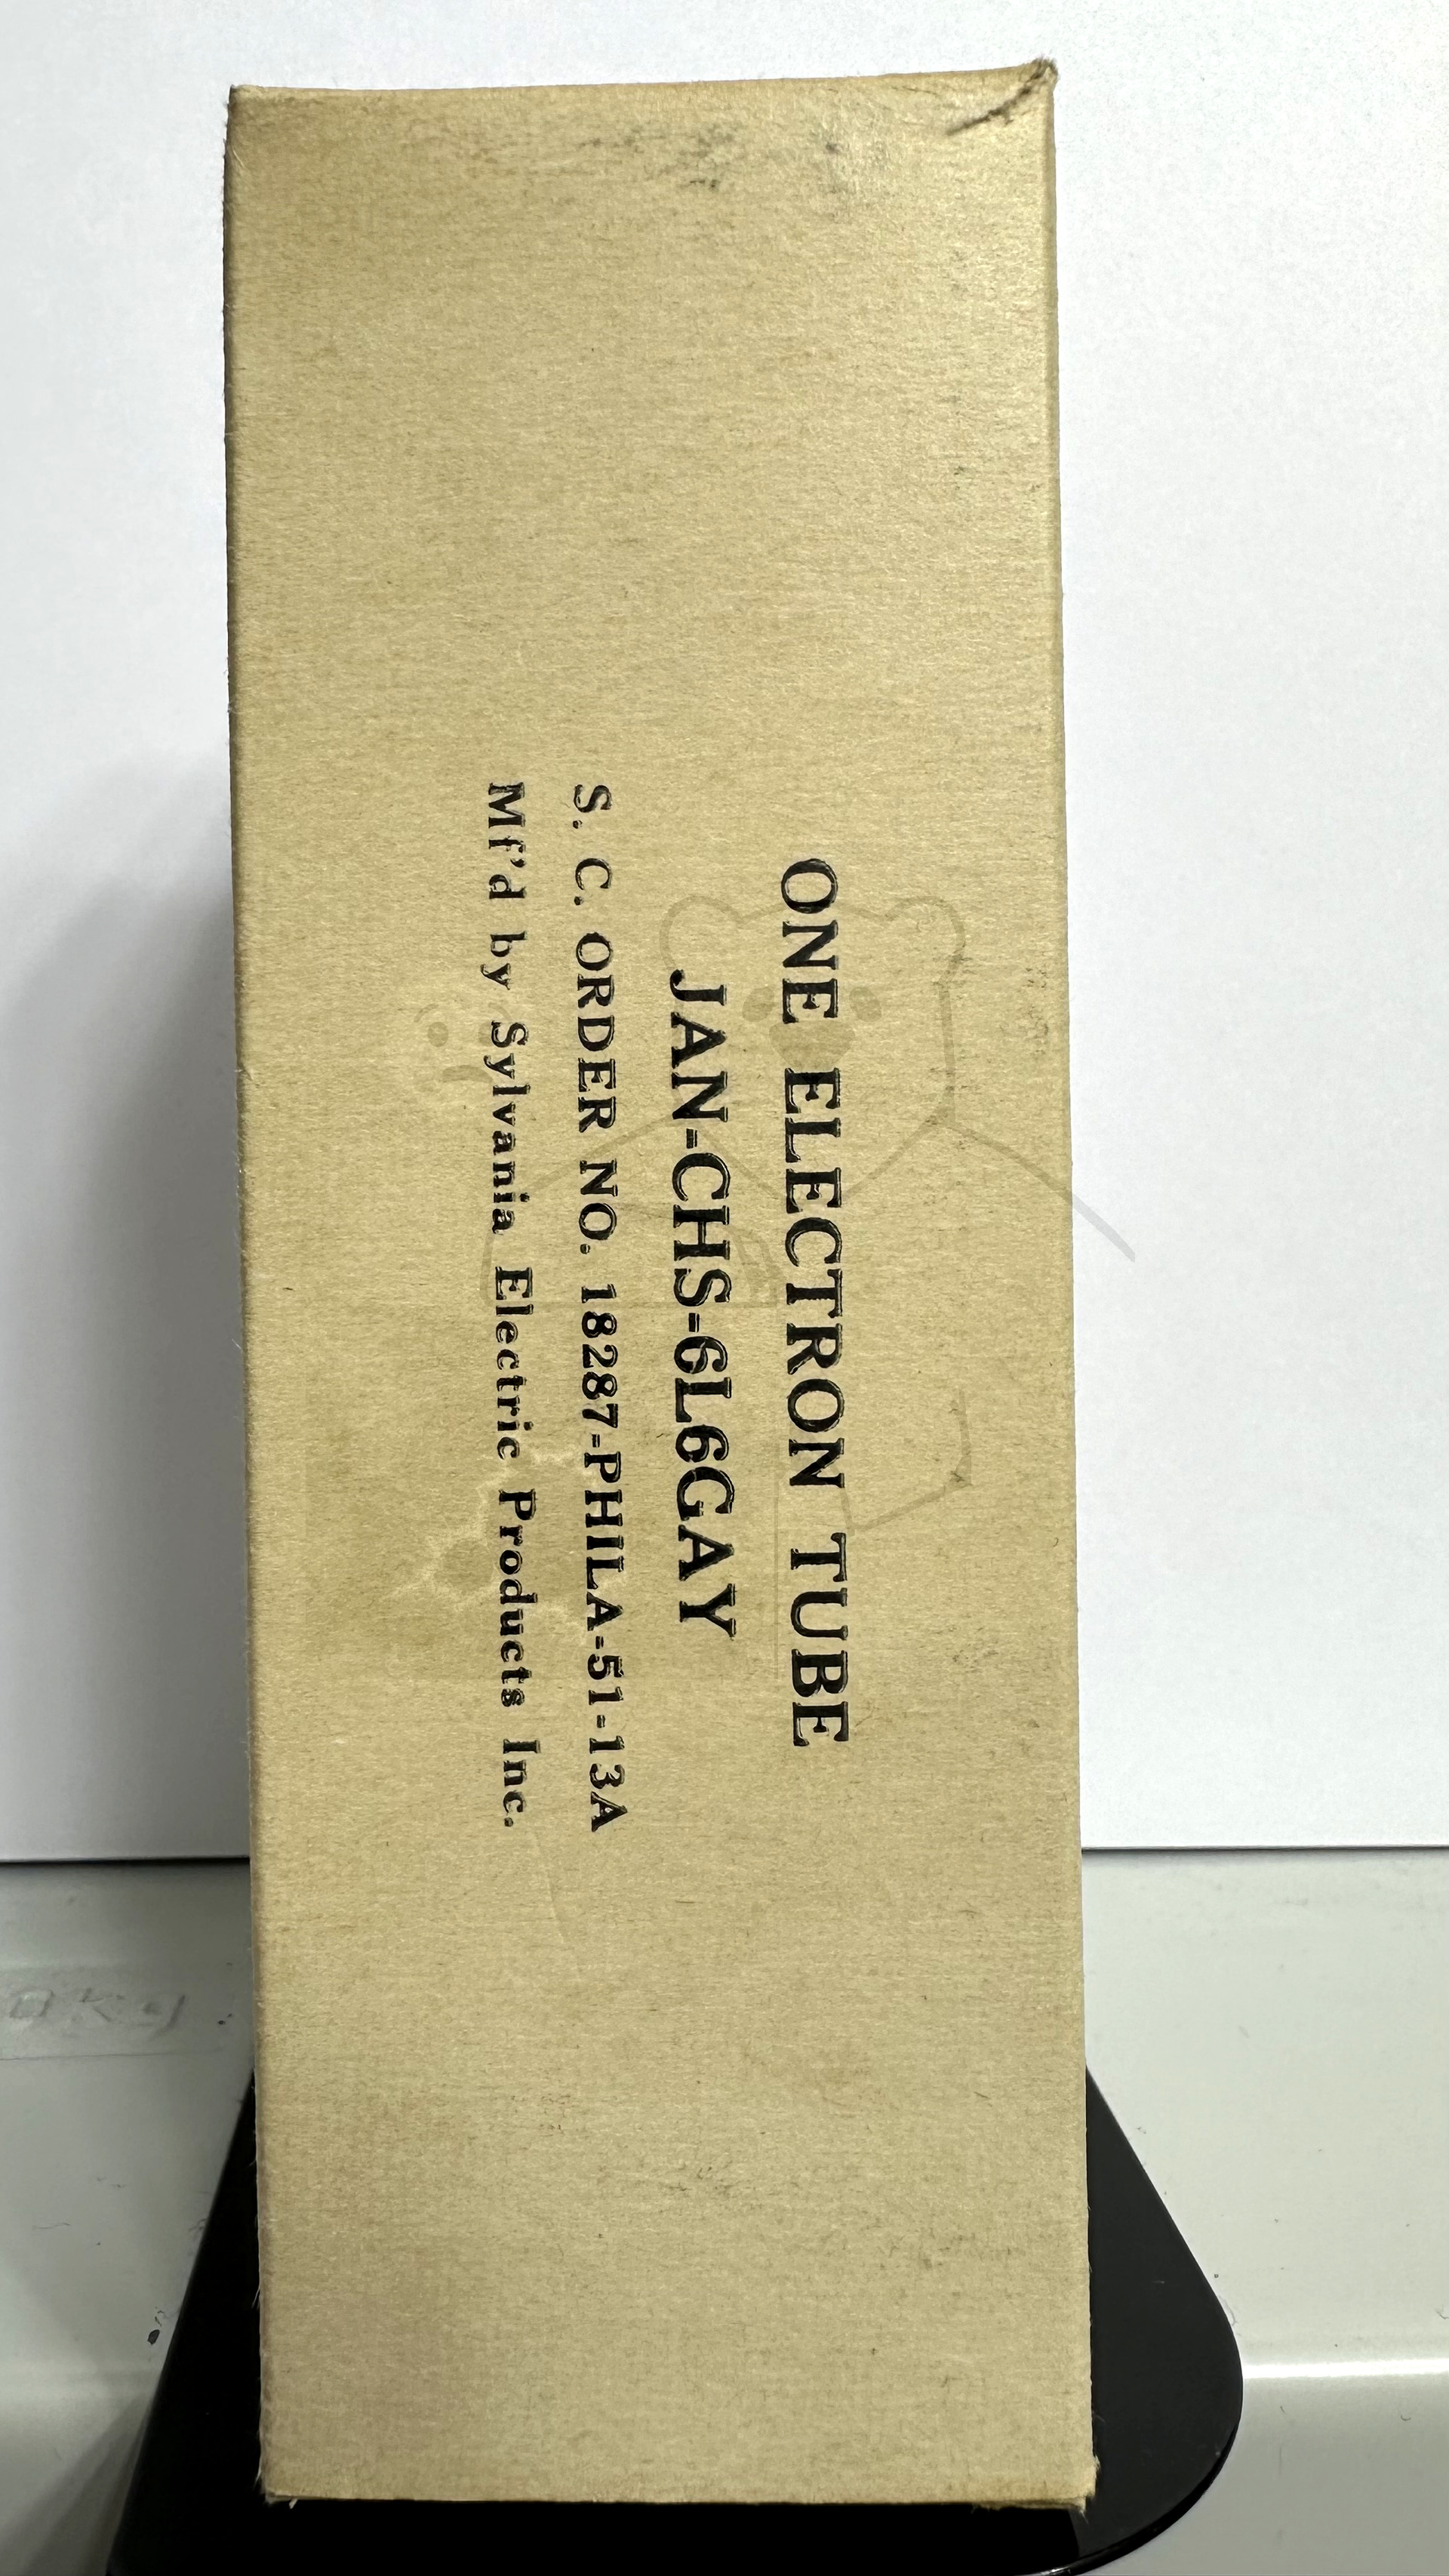 ONE ELECTRON TUBE
JAN-CHS-6L6GAY
S. C. ORDER NO. 18287-PHILA-51-13A
Mf'd by Sylvania Electric Products Inc.